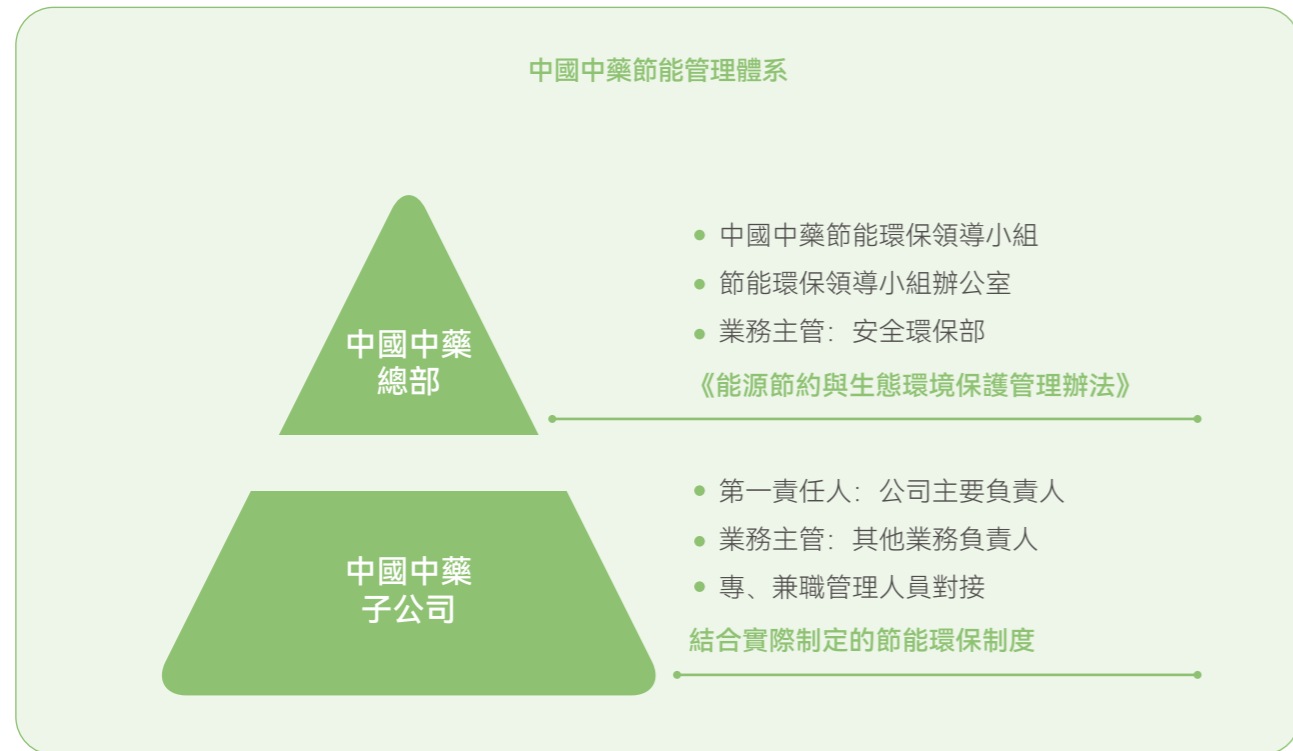 中國中藥節能管理體系
中國中藥
總部
中國中藥節能環保領導小組
節能環保領導小組辦公室
業務主管：安全環保部
《能源節約與生態環境保護管理辦法》
中國中藥
子公司
第一責任人：公司主要負責人
業務主管：其他業務負責人
專、兼職管理人員對接
結合實際制定的節能環保制度